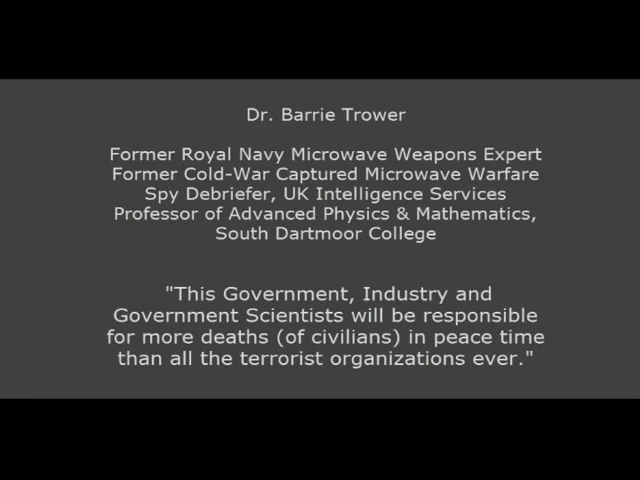 Dr. Barrie Trower
Former Royal Navy Microwave Weapons Expert
Former Cold-War Captured Microwave Warfare
Spy Debriefer, UK Intelligence Services
Professor of Advanced Physics & Mathematics,
South Dartmoor College
"This Government, Industry and
Government Scientists will be responsible
for more deaths (of civilians) in peace time
than all the terrorist organizations ever."